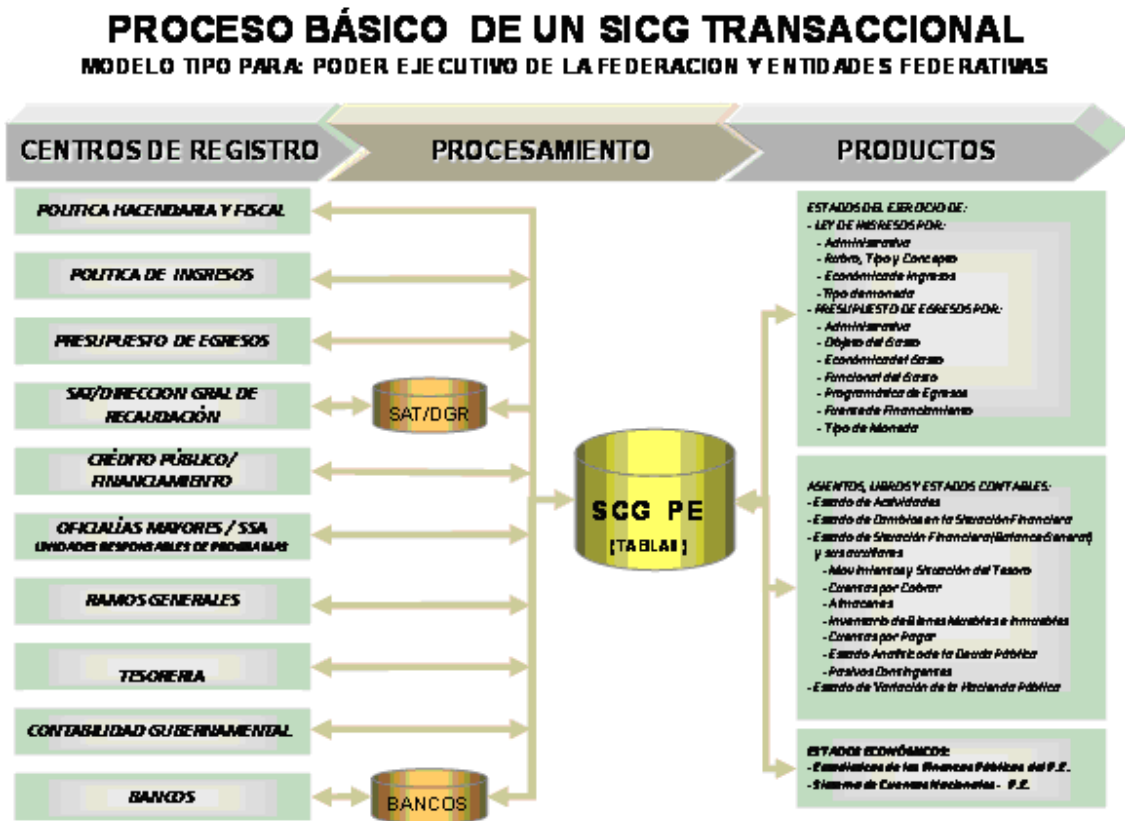 PROCESO BÁSICO DE UN SICG TRANSACCIONAL
MODELO TIPO PARA: PODER EJECUTIVO DE LA FEDERACION Y ENTIDADES FEDERATIVAS
CENTROS DE REGISTRO
PROCESAMIENTO
PRODUCTOS
POLITICA HACENDARIA Y FISCAL
POLITICA DE INGRESOS
PRESUPUESTO DE EGRESOS
SAT/DIRECCION GRAL DE
RECAUDACIÓN
CRÉDITO PÚBLICO/
FINANCIAMIENTO
OFICIALÍAS MAYORES / SSA
UNIDADES RESPONSABLES DE PROGRAMAS
RAMOS GENERALES
TESORERIA
CONTABILIDAD GUBERNAMENTAL
BANCOS
SAT/DGR
BANCOS
SCG PE
(TABLAS)
ESTADOS DEL EJERCICIO DE:
- LEY DE INGRESOS POR:
- Administrativa
- Rubro, Tipo y Concepto
- Económica de Ingresos
- Tipo de moneda
- PRESUPUESTO DE EGRESOS POR:
- Administrativa
- Objeto del Gasto
- Económica del Gasto
- Funcional del Gasto
- Programática de Egresos
- Fuente de Financiamiento
- Tipo de Moneda
ASIENTOS, LIBROS Y ESTADOS CONTABLES:
- Estado de Actividades
- Estado de Cambios en la Situación Financiera
- Estado de Situación Financiera (Balance General)
y sus auxiliares
- Movimientos y Situación del Tesoro
- Cuentas por Cobrar
- Almacenes
- Inventario de Bienes Muebles e Inmuebles
- Cuentas por Pagar
- Estado Analítico de la Deuda Pública
- Pasivos Contingentes
- Estado de Variación de la Hacienda Pública
ESTADOS ECONÓMICOS:
- Estadísticas de las Finanzas Públicas del P.E.
- Sistema de Cuentas Nacionales - P.E.